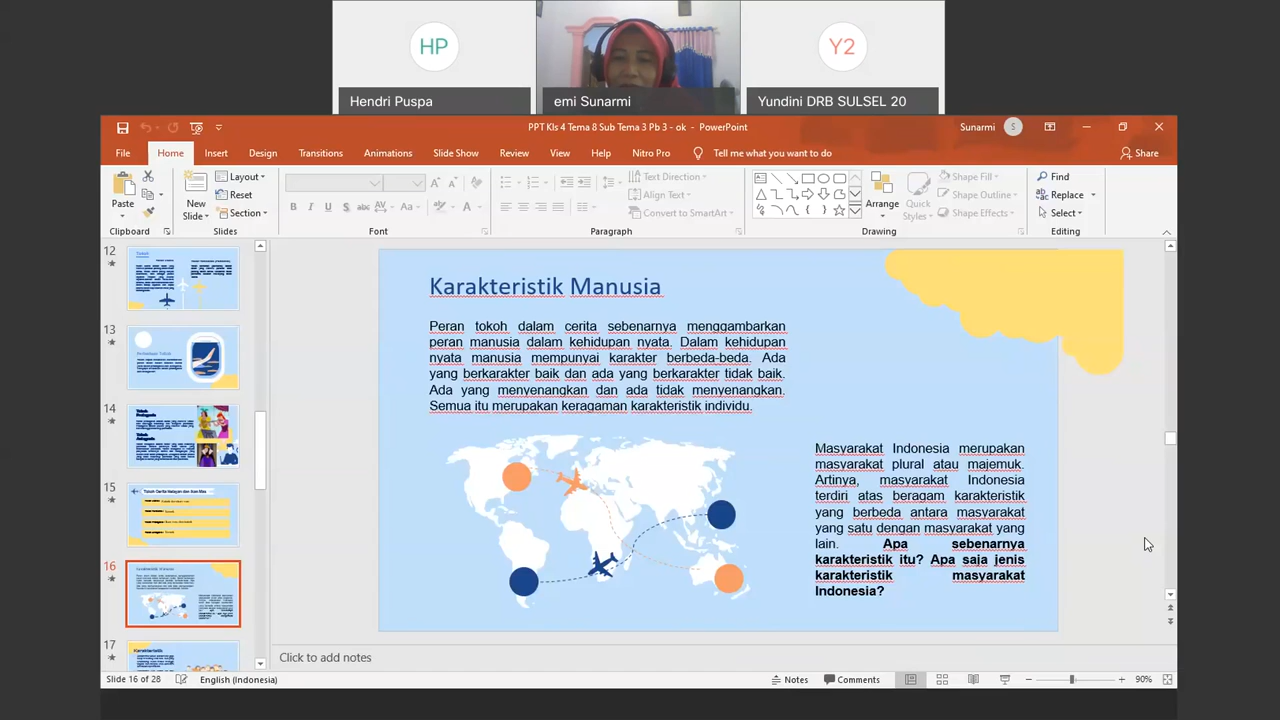 HP
Y2
Hendri Puspa
emi Sunarmi
Yundini DRB SULSEL 20
PPT Kls 4 Tema 8 Sub Tema 3 Pb 3 - ok - PowerPoint
Sunarmi
S
File
Home
Insert
Design
Transitions
Animations
Slide Show
Review
View
Help
Nitro Pro
Tell me what you want to do
Share
Paste
New
Slide
Layout
Reset
Section
Text Direction
Align Text
Convert to SmartArt
Arrange
Quick
Styles
Shape Fill
Shape Outline
Shape Effects
Find
Replace
Select
Clipboard
Slides
Font
Paragraph
Drawing
Editing
12
Tokoh
13
14
Tokoh
Protagonis
Tokoh
15
16
Karakteristik Manusia
17
Karakteristik
Karakteristik Manusia
Peran tokoh dalam cerita sebenarnya menggambarkan
peran manusia dalam kehidupan nyata. Dalam kehidupan
nyata manusia mempunyai karakter berbeda-beda. Ada
yang berkarakter baik dan ada yang berkarakter tidak baik.
Ada yang menyenangkan dan ada tidak menyenangkan.
Semua itu merupakan keragaman karakteristik individu.
Masyarakat Indonesia merupakan
masyarakat plural atau majemuk.
Artinya, masyarakat Indonesia
terdiri atas beragam karakteristik
yang berbeda antara masyarakat
yang satu dengan masyarakat yang
lain. Apa sebenarnya
karakteristik itu? Apa saja jenis
karakteristik masyarakat
Indonesia?
Click to add notes
Slide 16 of 28
English (Indonesia)
Notes
Comments
90%